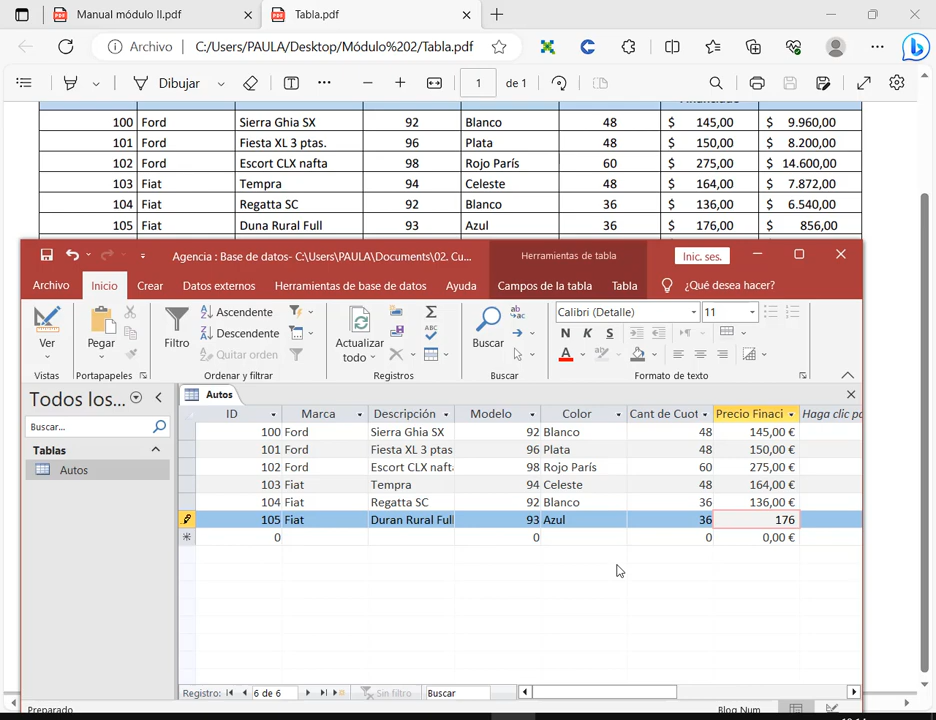 Manual módulo II.pdf
Tabla.pdf
Archivo
C:/Users/PAULA/Desktop/Módulo%202/Tabla.pdf
Dibujar
1 de 1
100 Ford Sierra Ghia SX 92 Blanco 48 $ 145,00 $ 9.960,00
101 Ford Fiesta XL 3 ptas. 96 Plata 48 $ 150,00 $ 8.200,00
102 Ford Escort CLX nafta 98 Rojo París 60 $ 275,00 $ 14.600,00
103 Fiat Tempra 94 Celeste 48 $ 164,00 $ 7.872,00
104 Fiat Regatta SC 92 Blanco 36 $ 136,00 $ 6.540,00
105 Fiat Duna Rural Full 93 Azul 36 $ 176,00 $ 856,00
Agencia : Base de datos- C:\Users\PAULA\Documents\02. Cu...
Herramientas de tabla
Inic. ses.
Archivo Inicio Crear Datos externos Herramientas de base de datos Ayuda Campos de la tabla Tabla ¿Qué desea hacer?
Ver
Pegar
Filtro
Ascendente
Descendente
Quitar orden
Actualizar todo
Buscar
Calibri (Detalle) 11
N K S
Vistas Portapapeles Ordenar y filtrar Registros Buscar Formato de texto
Todos los...
Buscar...
Tablas
Autos
Autos
ID Marca Descripción Modelo Color Cant de Cuot Precio Finaci Haga clic po
100 Ford Sierra Ghia SX 92 Blanco 48 145,00 €
101 Ford Fiesta XL 3 ptas 96 Plata 48 150,00 €
102 Ford Escort CLX nafta 98 Rojo París 60 275,00 €
103 Fiat Tempra 94 Celeste 48 164,00 €
104 Fiat Regatta SC 92 Blanco 36 136,00 €
105 Fiat Duran Rural Full 93 Azul 36 176
0 0 0 0,00 €
Registro: 6 de 6 Sin filtro Buscar
Preparado
Bloq Num